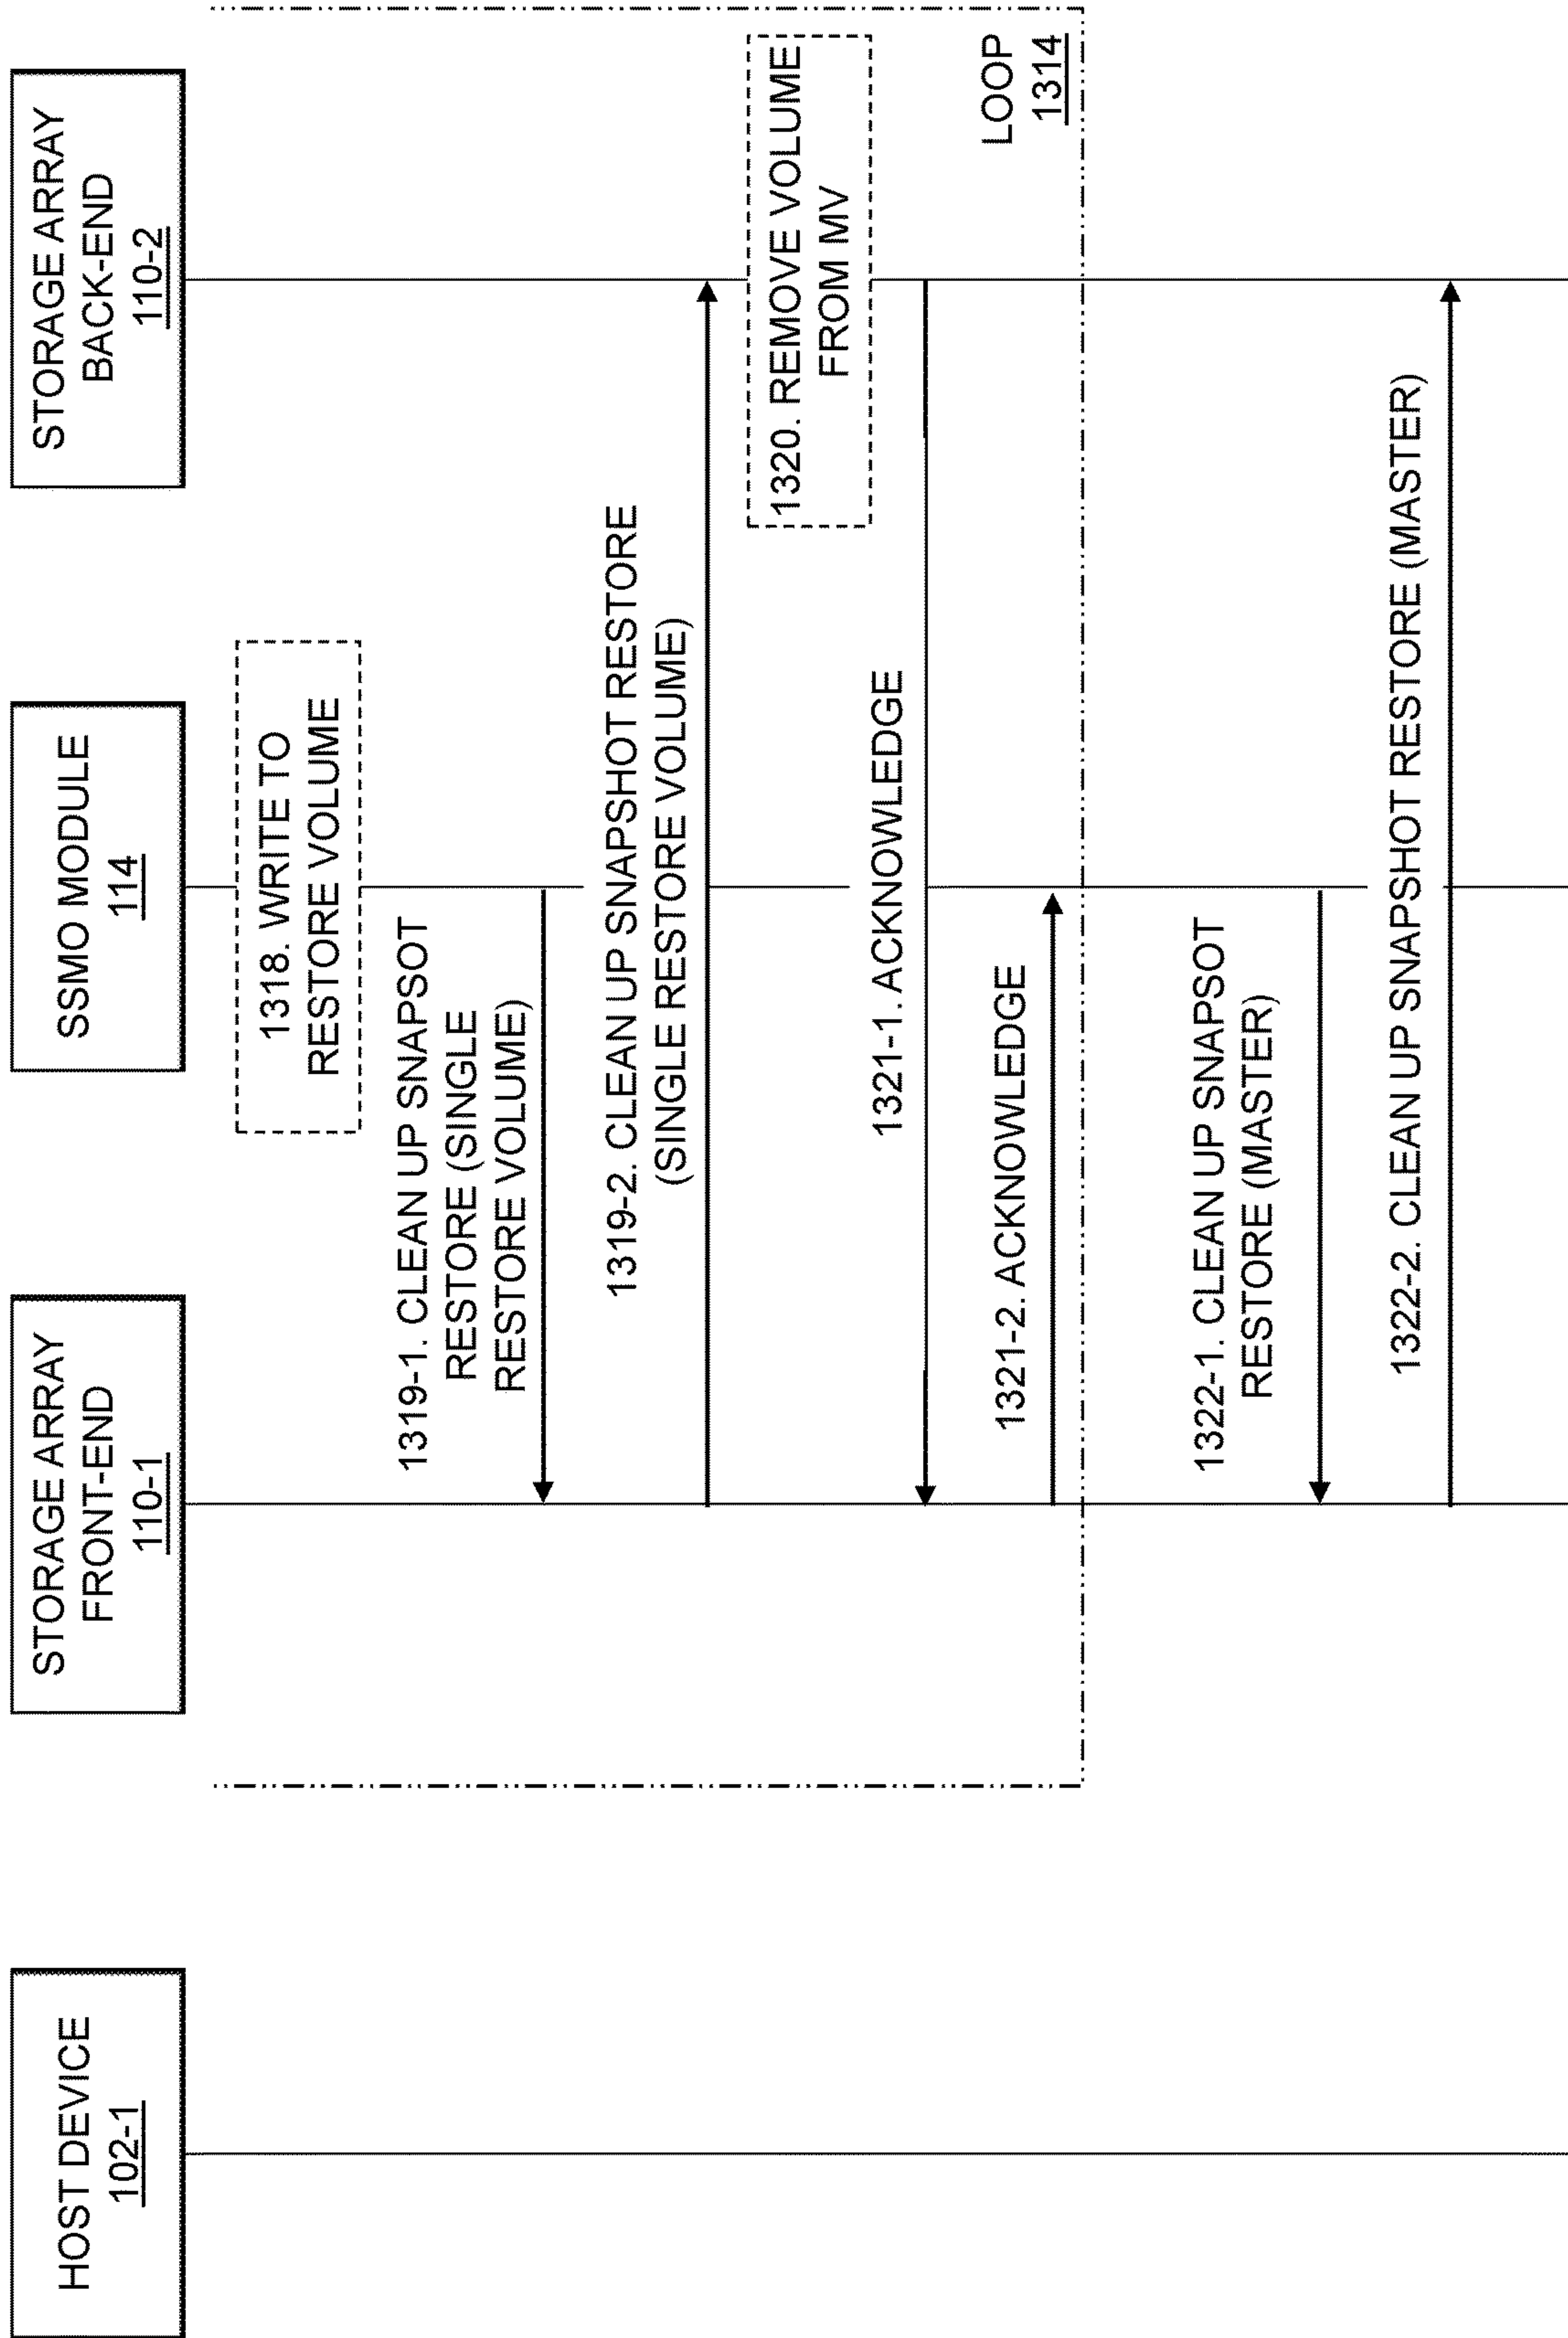 HOST DEVICE
102-1
STORAGE ARRAY
FRONT-END
110-1
SSMO MODULE
114
STORAGE ARRAY
BACK-END
110-2
1318. WRITE TO
RESTORE VOLUME
1319-1. CLEAN UP SNAPSOT
RESTORE (SINGLE
RESTORE VOLUME)
1319-2. CLEAN UP SNAPSHOT RESTORE
(SINGLE RESTORE VOLUME)
1320. REMOVE VOLUME
FROM MV
1321-1. ACKNOWLEDGE
1321-2. ACKNOWLEDGE
LOOP
1314
1322-1. CLEAN UP SNAPSOT
RESTORE (MASTER)
1322-2. CLEAN UP SNAPSHOT RESTORE (MASTER)